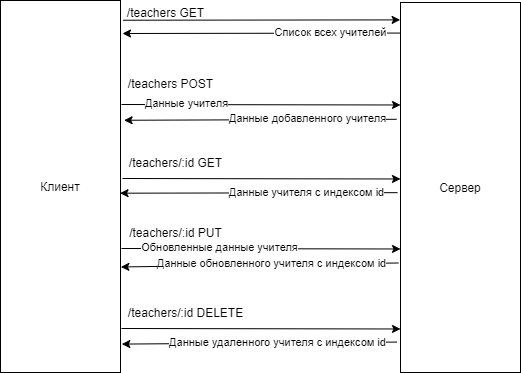 /teachers GET
Список всех учителей
/teachers POST
Данные учителя
Данные добавленного учителя
/teachers/:id GET
Клиент
Сервер
Данные учителя с индексом id
/teachers/:id PUT
Обновленные данные учителя
Данные обновленного учителя с индексом id
/teachers/:id DELETE
Данные удаленного учителя с индексом id